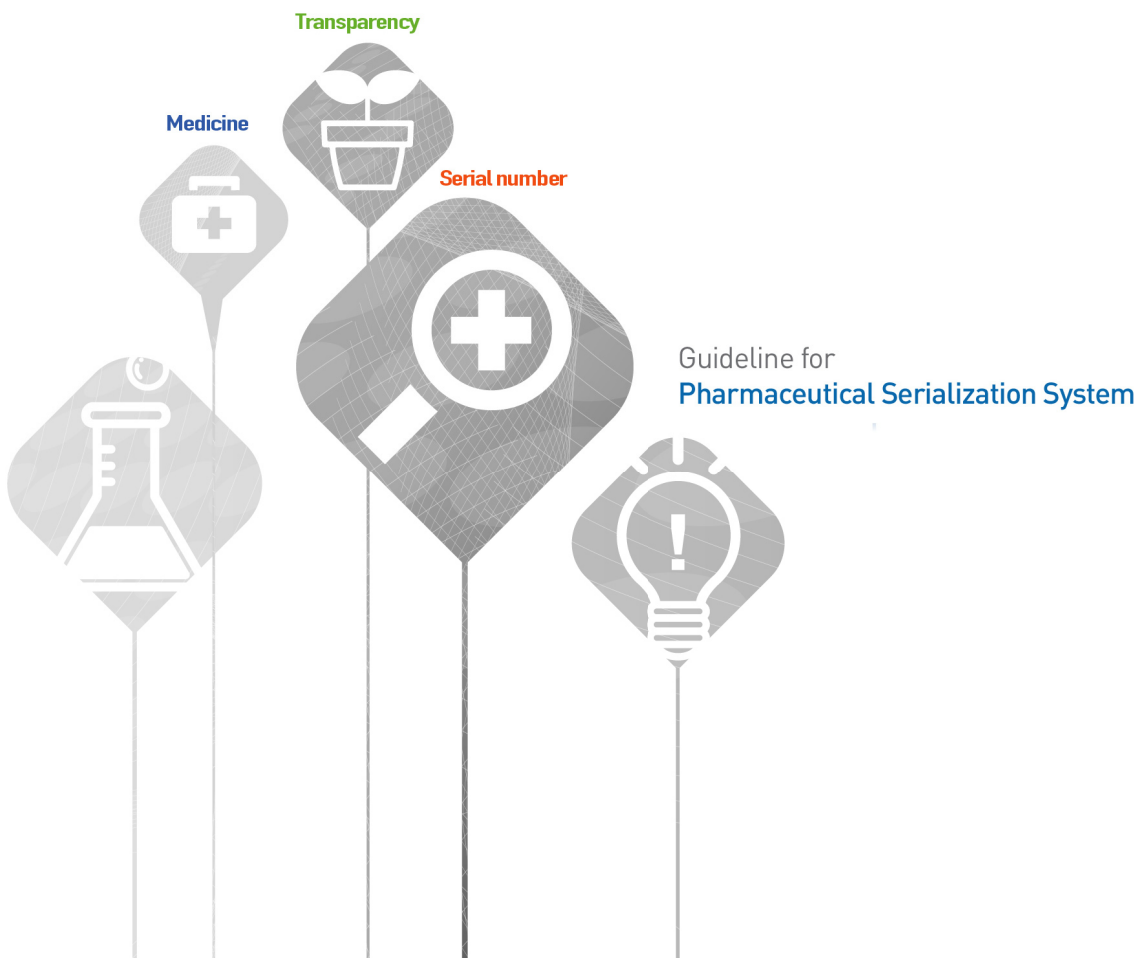 Transparency
Medicine
Serial number
Guideline for
Pharmaceutical Serialization System